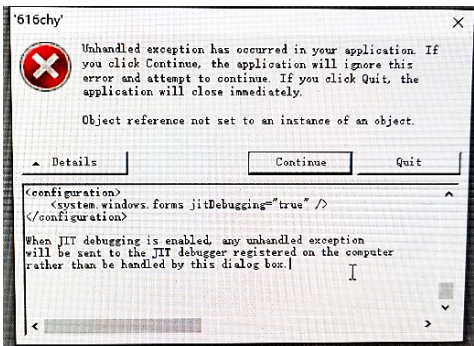 '616chy'
Unhandled exception has occurred in your application. If
you click Continue, the application will ignore this
error and attempt to continue. If you click Quit, the
application will close immediately.
Object reference not set to an instance of an object.
Details
Continue
Quit
<configuration>
<system.windows.forms jitDebugging="true" />
</configuration>
When JIT debugging is enabled, any unhandled exception
will be sent to the JIT debugger registered on the computer
rather than be handled by this dialog box.